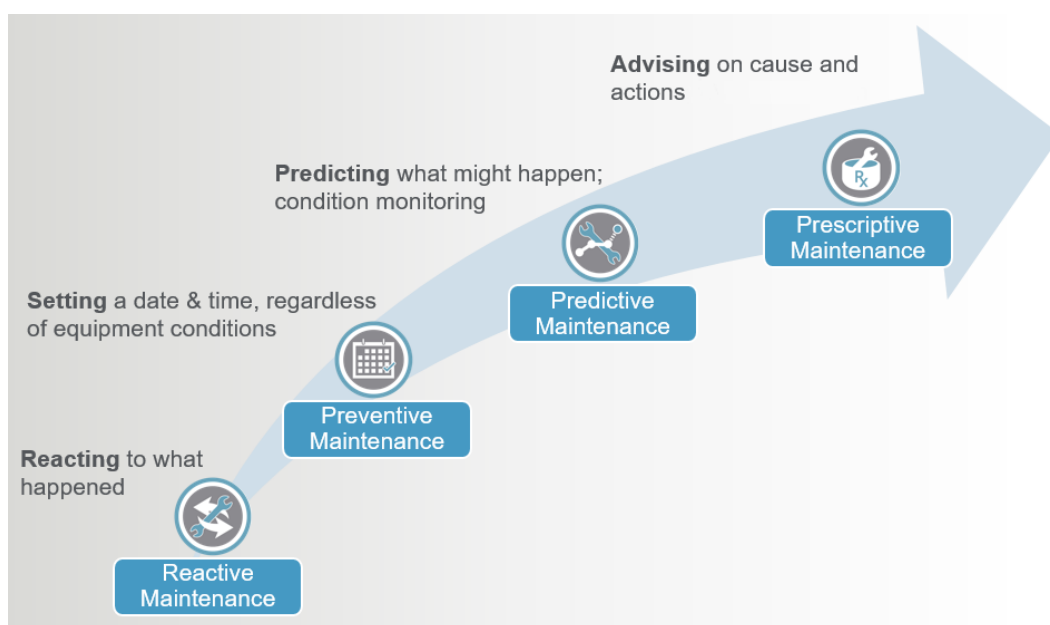 Advising on cause and
actions
Predicting what might happen;
condition monitoring
Prescriptive
Maintenance
Setting a date & time, regardless
of equipment conditions
Predictive
Maintenance
Preventive
Maintenance
Reacting to what
happened
Reactive
Maintenance
Rx